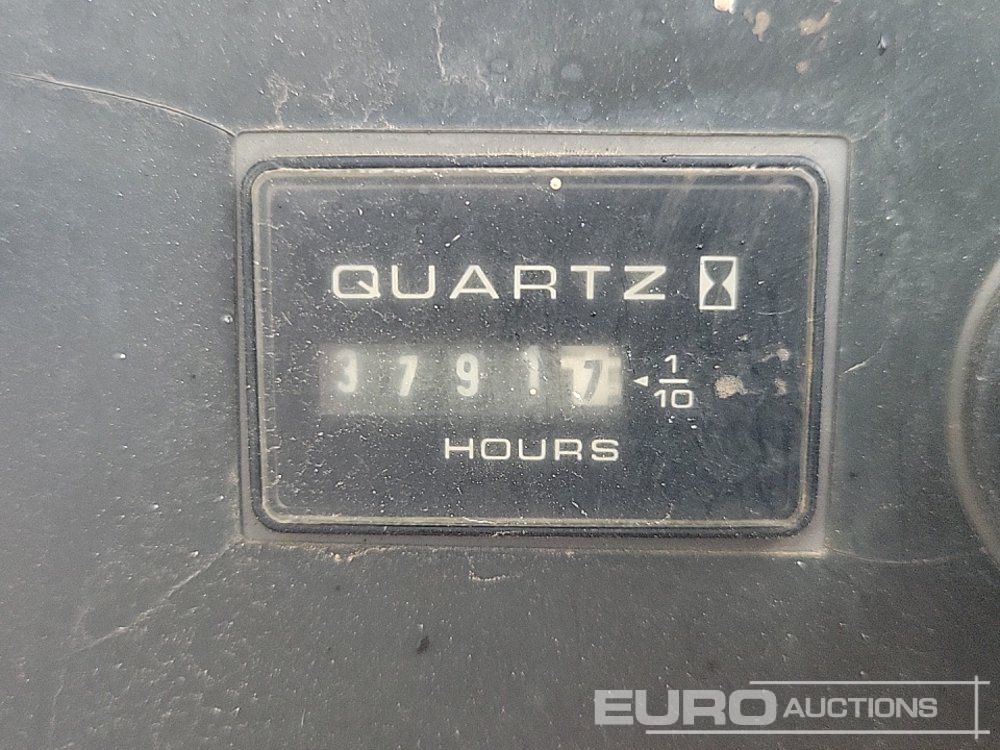 QUARTZ
3 7 9 1 7 ◄ 1/10
HOURS
EURO AUCTIONS